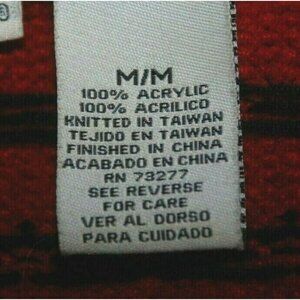 M/M
100% ACRYLIC
100% ACRILICO
KNITTED IN TAIWAN
TEJIDO EN TAIWAN
FINISHED IN CHINA
ACABADO EN CHINA
RN 73277
SEE REVERSE
FOR CARE
VER AL DORSO
PARA CUIDADO